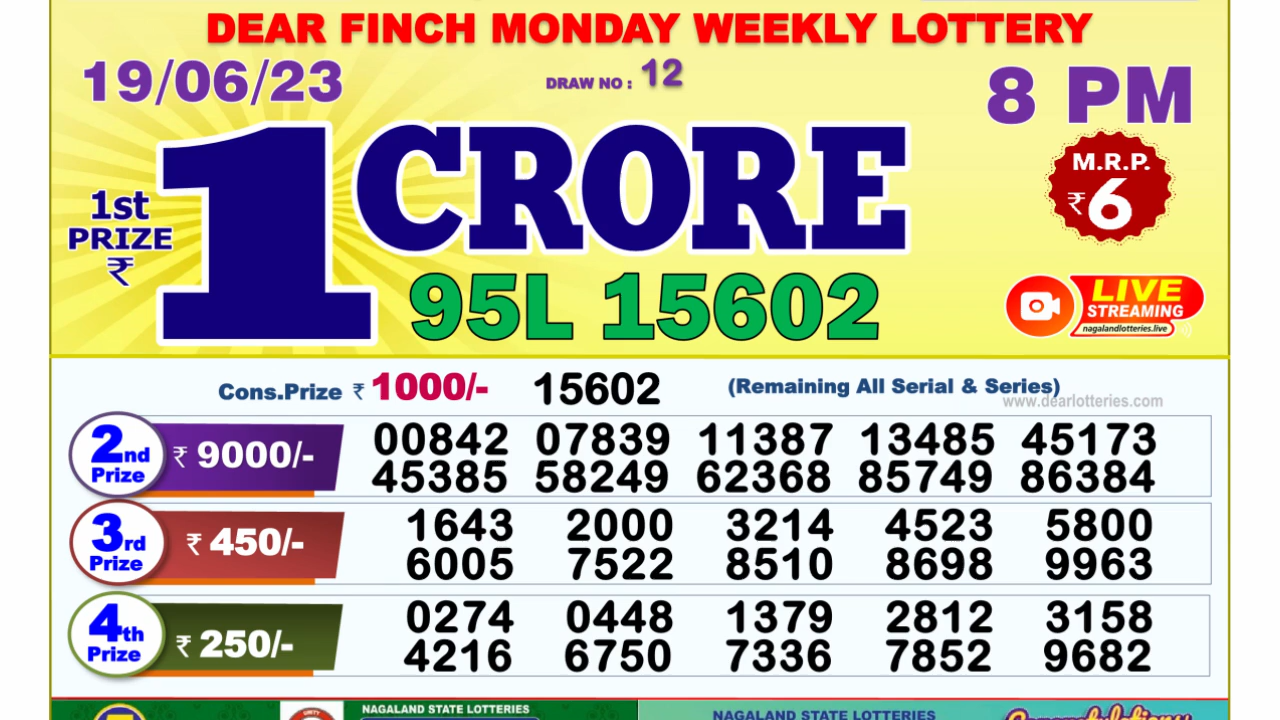 DEAR FINCH MONDAY WEEKLY LOTTERY
19/06/23
DRAW NO : 12
8 PM
1st
PRIZE
₹
1 CRORE
M.R.P.
₹6
95L 15602
LIVE
STREAMING
nagalandlotteries.live
Cons.Prize ₹ 1000/- 15602 (Remaining All Serial & Series)
www.dearlotteries.com
2nd
Prize
₹ 9000/-
00842 07839 11387 13485 45173
45385 58249 62368 85749 86384
3rd
Prize
₹ 450/-
1643 2000 3214 4523 5800
6005 7522 8510 8698 9963
4th
Prize
₹ 250/-
0274 0448 1379 2812 3158
4216 6750 7336 7852 9682
NAGALAND STATE LOTTERIES
NAGALAND STATE LOTTERIES